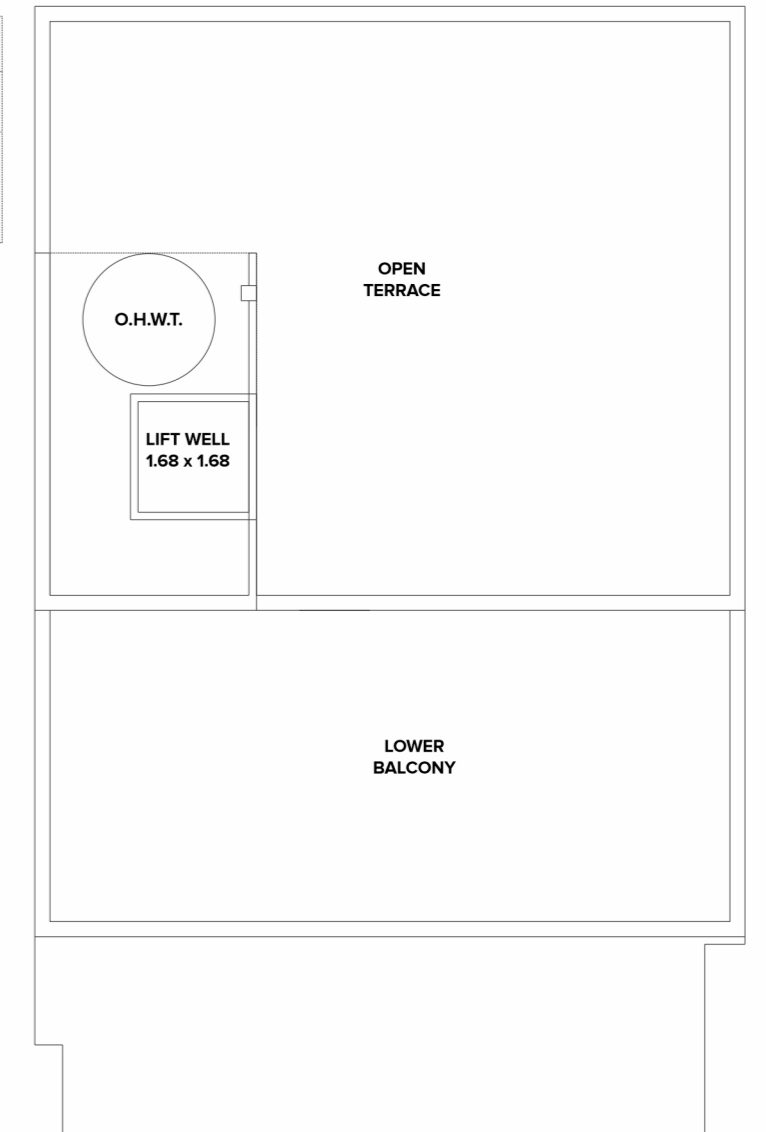 OPEN
TERRACE
O.H.W.T.
LIFT WELL
1.68 x 1.68
LOWER
BALCONY